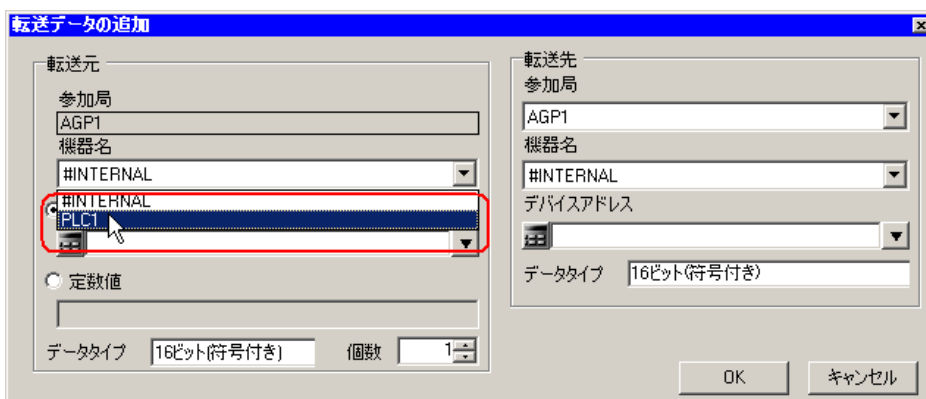 転送データの追加
転送元
参加局
AGP1
機器名
#INTERNAL
#INTERNAL
PLC1
定数値
データタイプ 16ビット(符号付き) 個数 1
転送先
参加局
AGP1
機器名
#INTERNAL
デバイスアドレス
データタイプ 16ビット(符号付き)
OK キャンセル